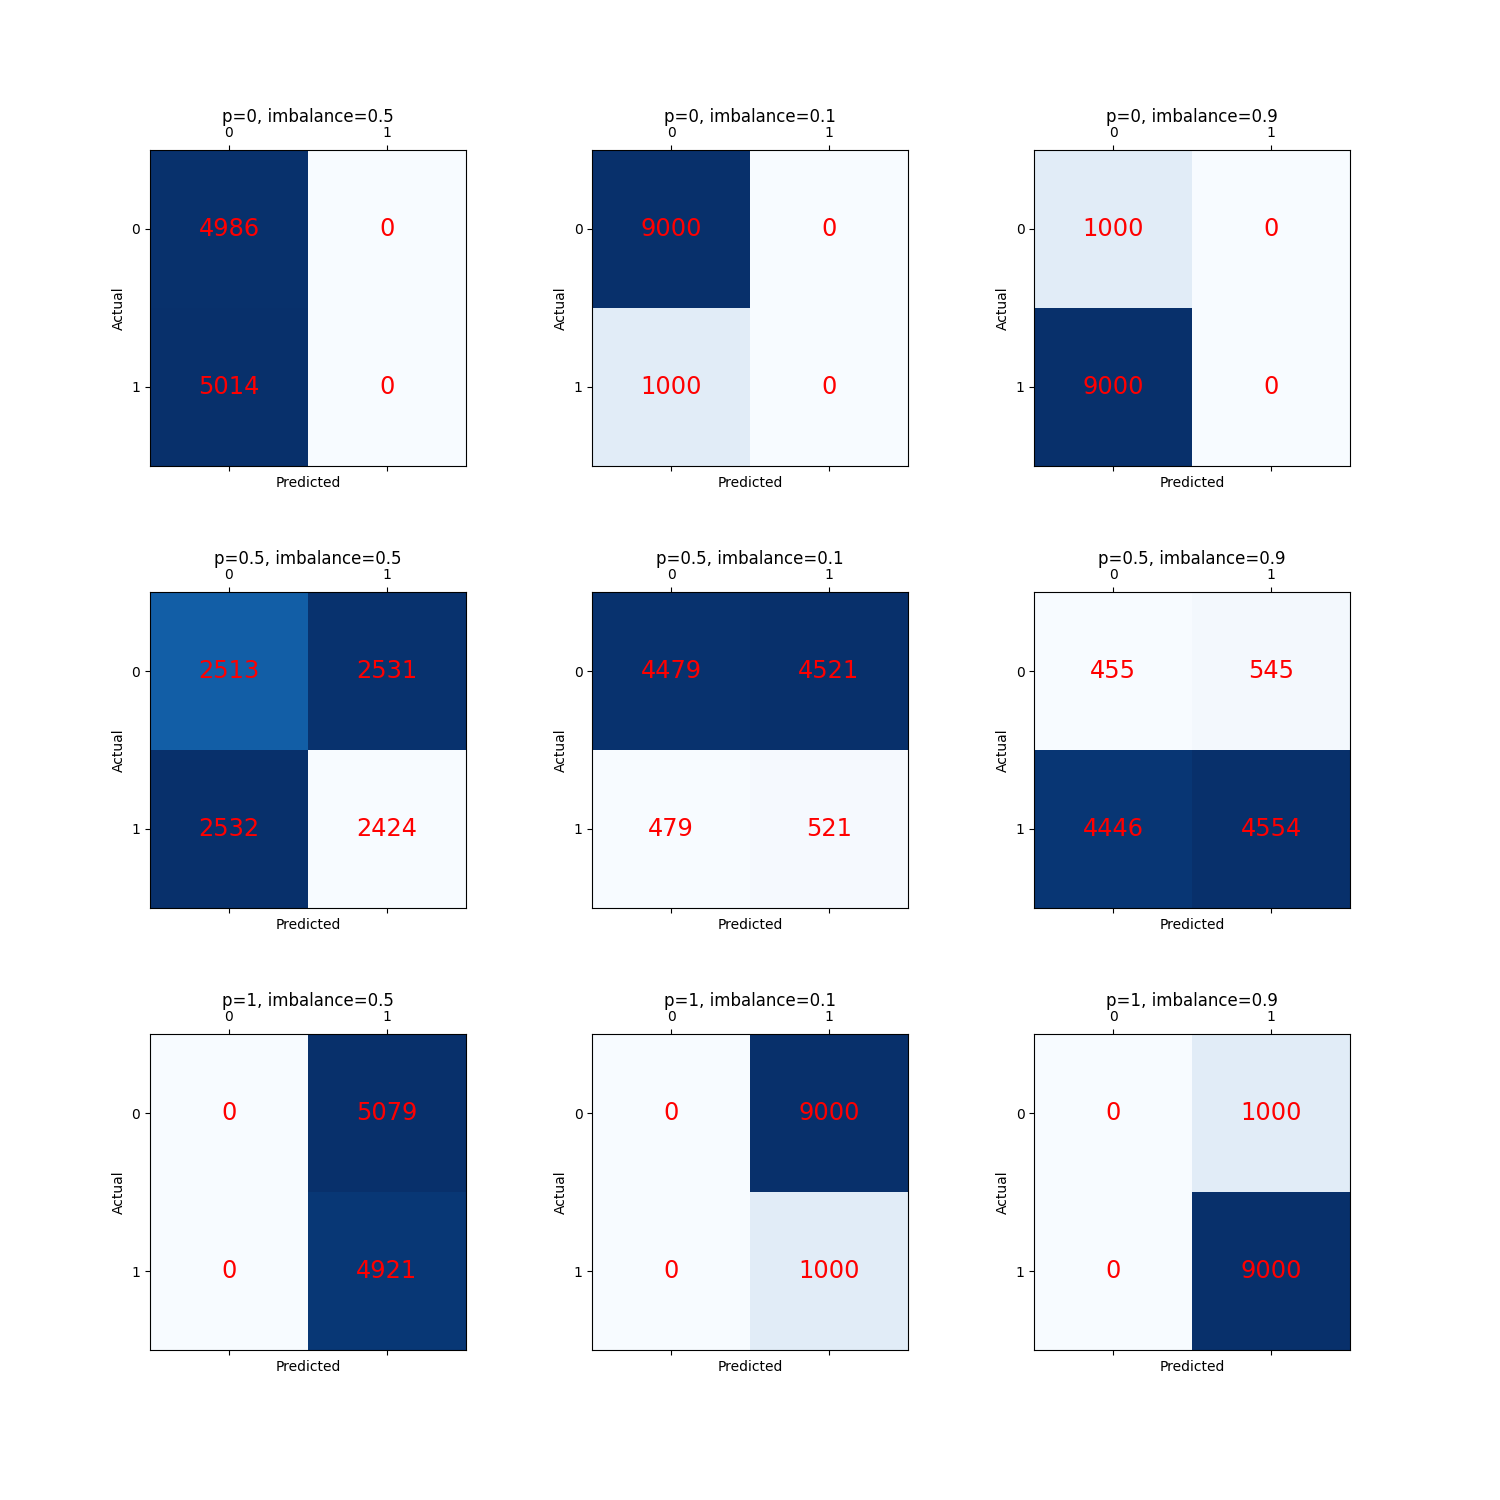 p=0, imbalance=0.5
0 1
0 4986 0
Actual
1 5014 0
Predicted
p=0, imbalance=0.1
0 1
0 9000 0
Actual
1 1000 0
Predicted
p=0, imbalance=0.9
0 1
0 1000 0
Actual
1 9000 0
Predicted
p=0.5, imbalance=0.5
0 1
0 2513 2531
Actual
1 2532 2424
Predicted
p=0.5, imbalance=0.1
0 1
0 4479 4521
Actual
1 479 521
Predicted
p=0.5, imbalance=0.9
0 1
0 455 545
Actual
1 4446 4554
Predicted
p=1, imbalance=0.5
0 1
0 0 5079
Actual
1 0 4921
Predicted
p=1, imbalance=0.1
0 1
0 0 9000
Actual
1 0 1000
Predicted
p=1, imbalance=0.9
0 1
0 0 1000
Actual
1 0 9000
Predicted